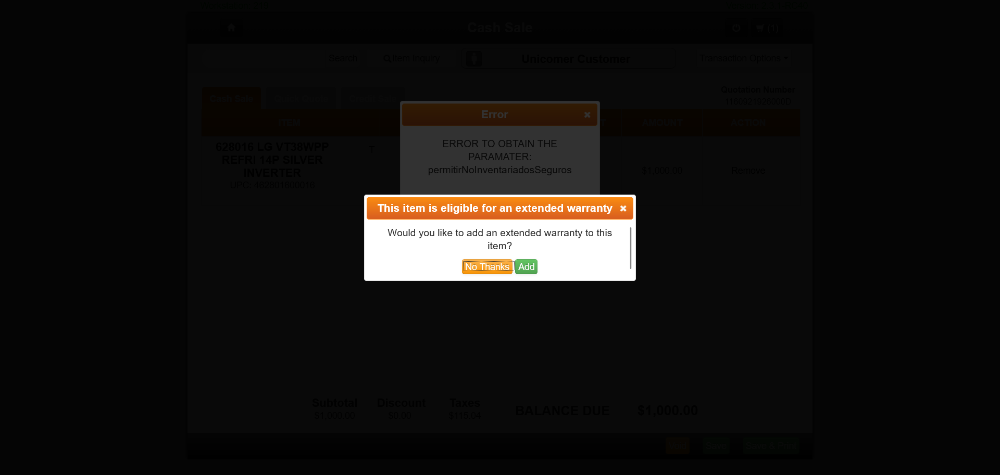 Cash Sale
(1)
Search
Item Inquiry
Unicomer Customer
Transaction Options
Quotation Number
Cash Sale
ITEM
AMOUNT
ACTION
Error
ERROR TO OBTAIN THE
PARAMATER:
permitirNoInventariadosSeguros
628016 LG VT38WPP
REFRI 14P SILVER
INVERTER
UPC: 462801600016
T
$1,000.00
Remove
This item is eligible for an extended warranty
Would you like to add an extended warranty to this
item?
No Thanks
Add
Subtotal
$1,000.00
Discount
$0.00
Taxes
$115.04
BALANCE DUE
$1,000.00
Save
Save & Print